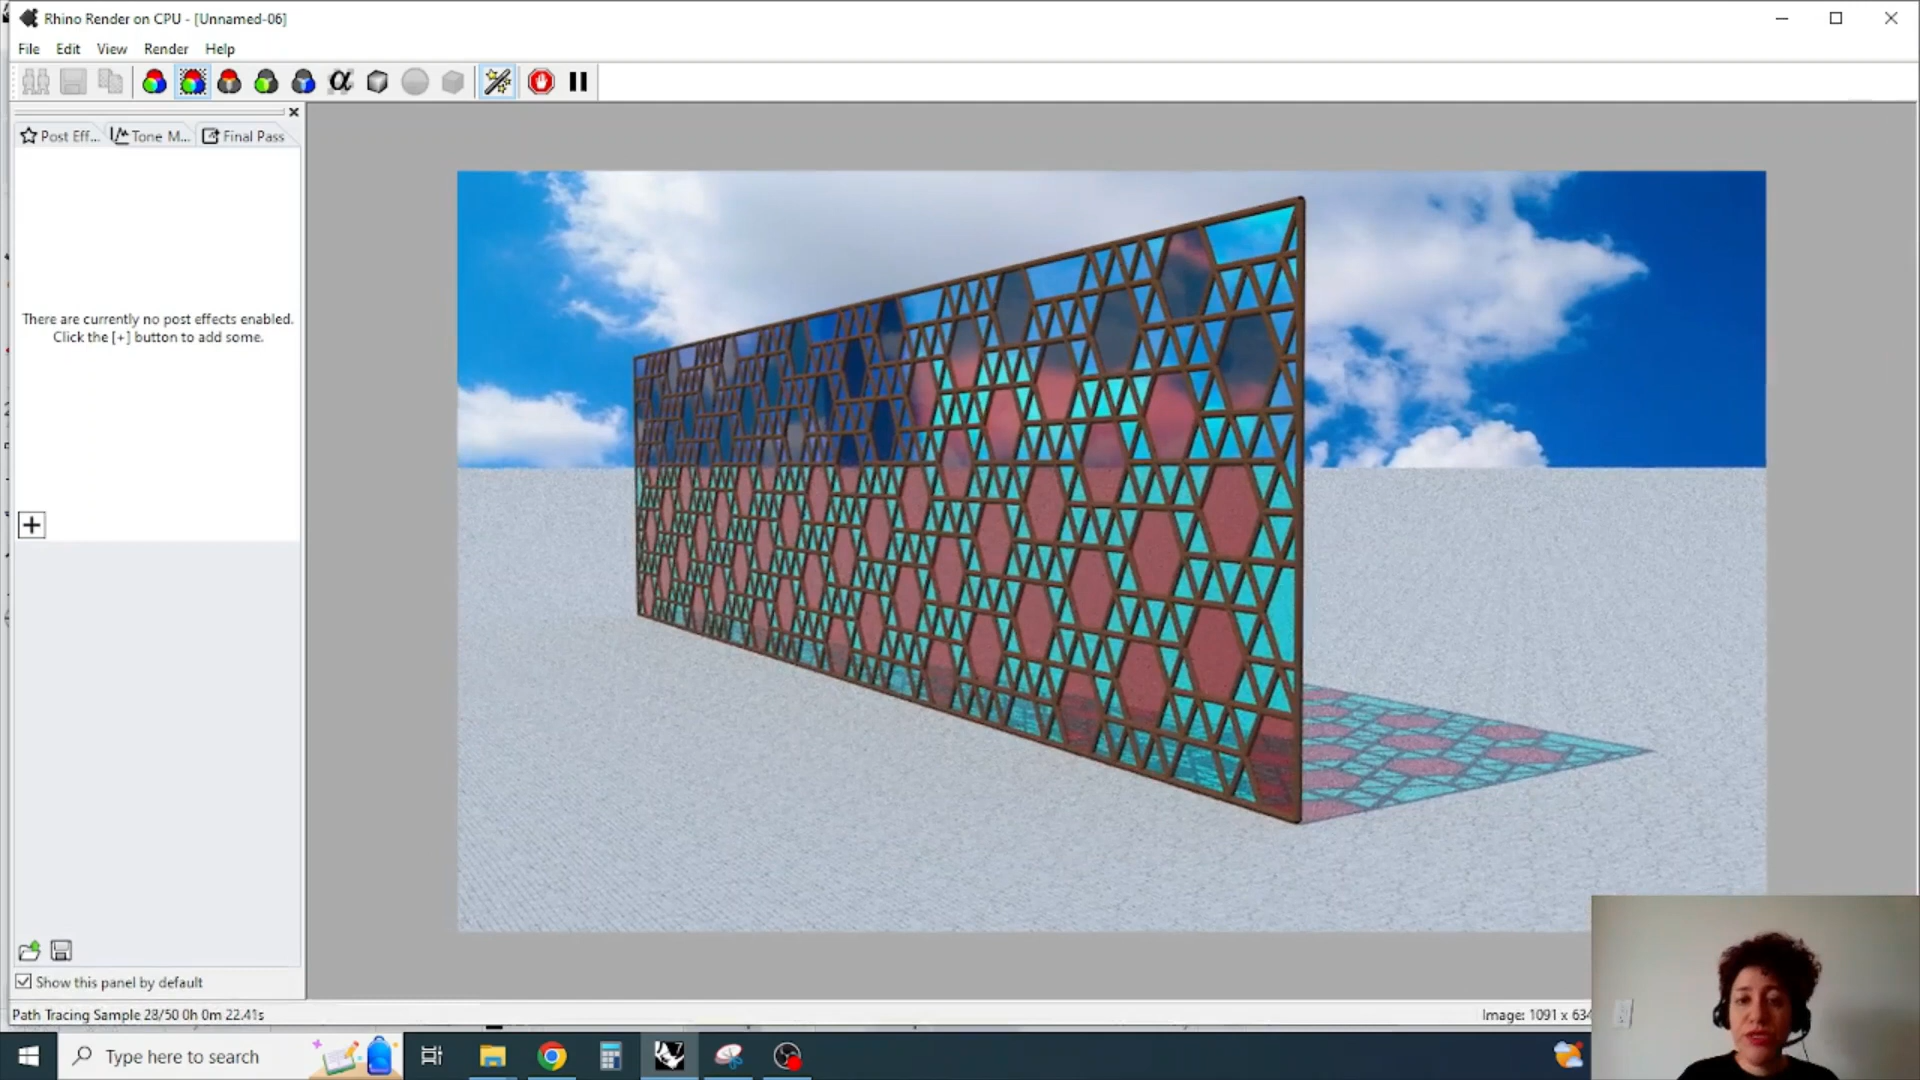 Rhino Render on CPU - [Unnamed-06]
File Edit View Render Help
α
Post Eff... Tone M... Final Pass
There are currently no post effects enabled.
Click the [+] button to add some.
Show this panel by default
Path Tracing Sample 28/50 0h 0m 22.41s
Image: 1091 x 634
Type here to search